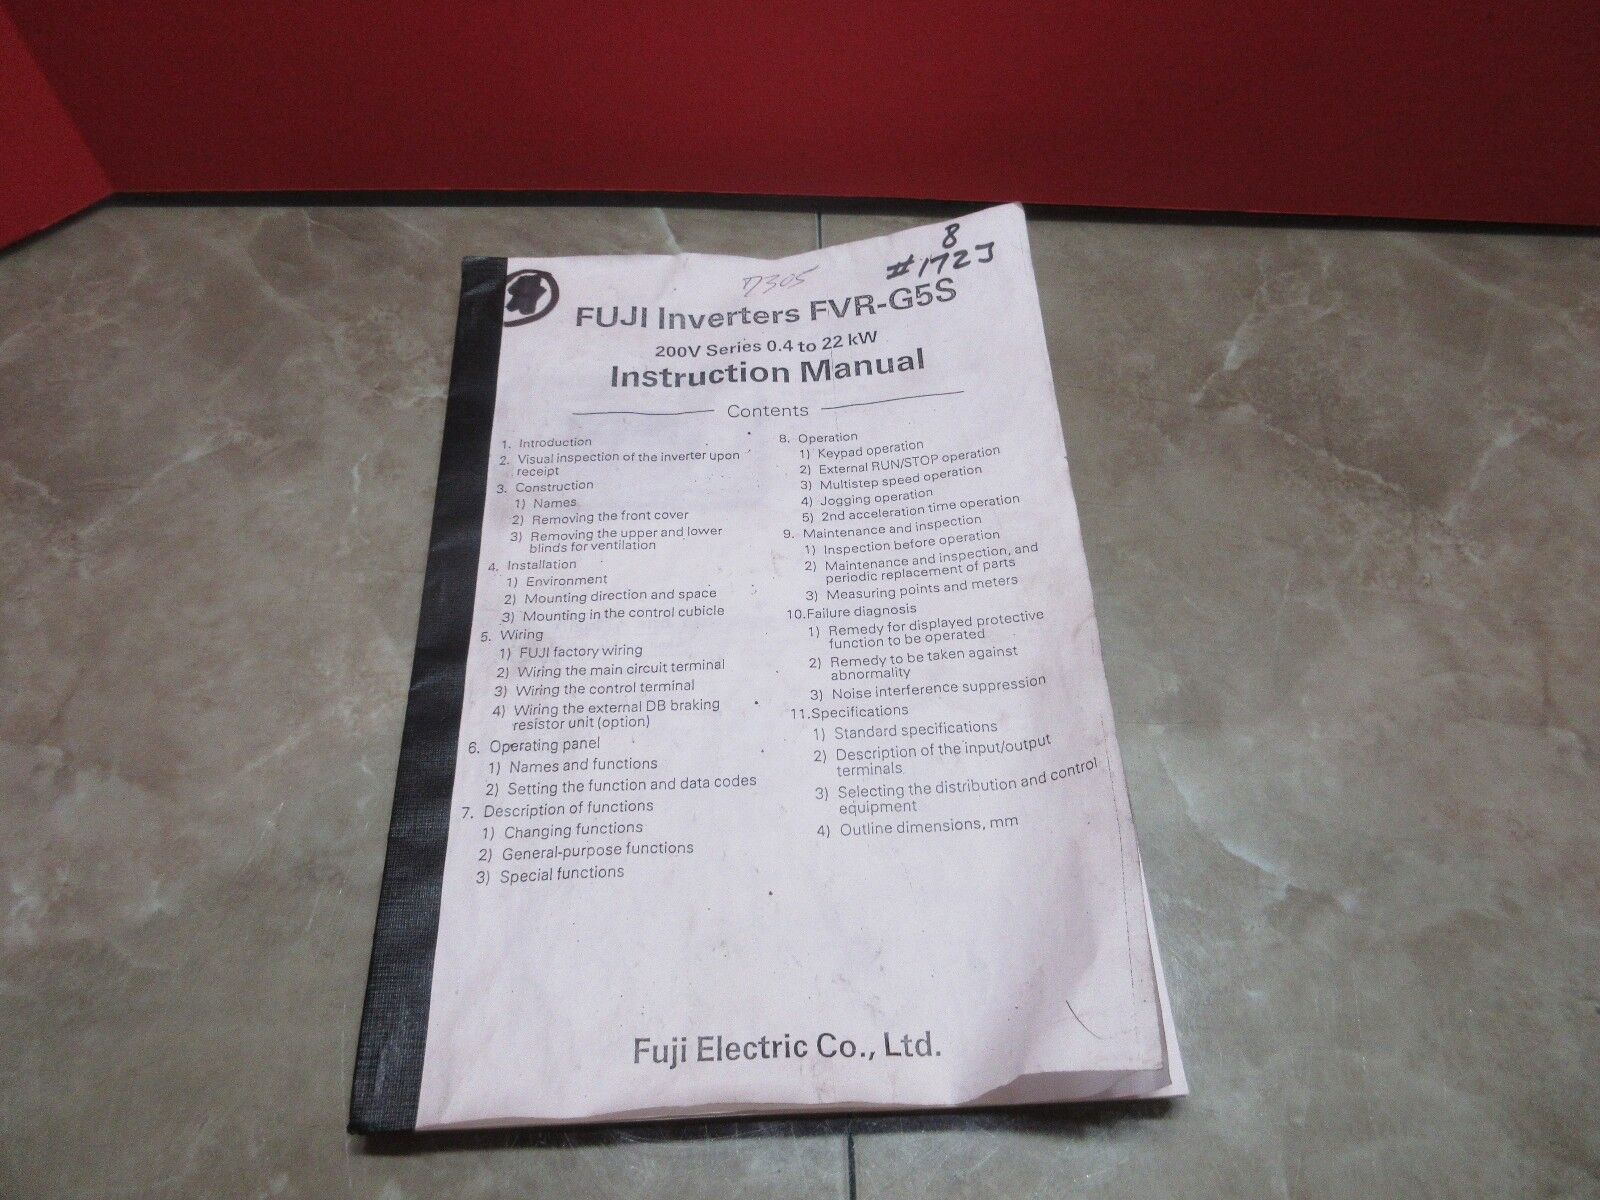 8
#172J
7305
FUJI Inverters FVR-G5S
200V Series 0.4 to 22 kW
Instruction Manual
Contents
1. Introduction
2. Visual inspection of the inverter upon
receipt
3. Construction
1) Names
2) Removing the front cover
3) Removing the upper and lower
blinds for ventilation
4. Installation
1) Environment
2) Mounting direction and space
3) Mounting in the control cubicle
5. Wiring
1) FUJI factory wiring
2) Wiring the main circuit terminal
3) Wiring the control terminal
4) Wiring the external DB braking
resistor unit (option)
6. Operating panel
1) Names and functions
2) Setting the function and data codes
7. Description of functions
1) Changing functions
2) General-purpose functions
3) Special functions
8. Operation
1) Keypad operation
2) External RUN/STOP operation
3) Multistep speed operation
4) Jogging operation
5) 2nd acceleration time operation
9. Maintenance and inspection
1) Inspection before operation
2) Maintenance and inspection, and
periodic replacement of parts
3) Measuring points and meters
10.Failure diagnosis
1) Remedy for displayed protective
function to be operated
2) Remedy to be taken against
abnormality
3) Noise interference suppression
11.Specifications
1) Standard specifications
2) Description of the input/output
terminals
3) Selecting the distribution and control
equipment
4) Outline dimensions, mm
Fuji Electric Co., Ltd.